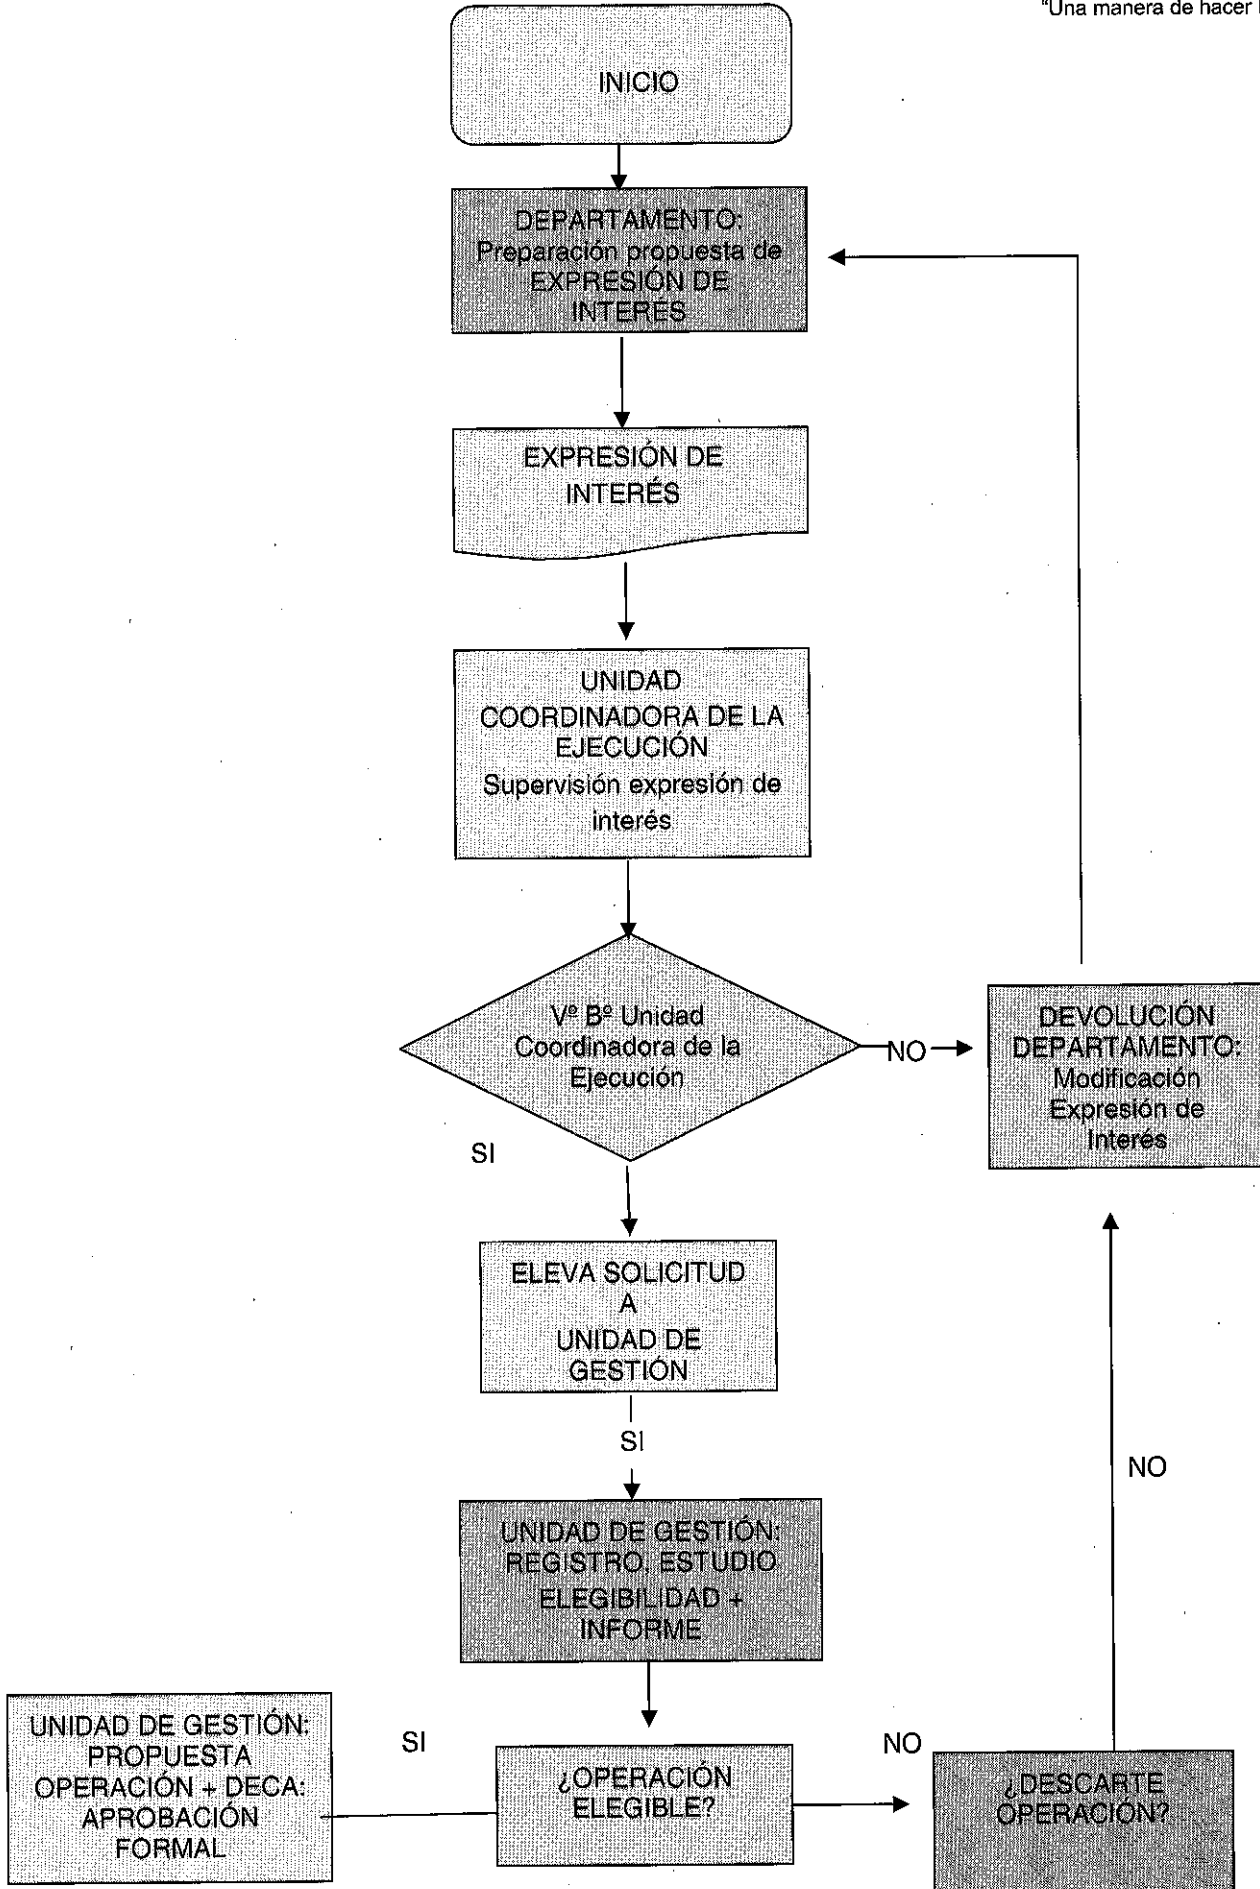 "Una manera de hacer
INICIO
DEPARTAMENTO:
Preparación propuesta de
EXPRESIÓN DE
INTERÉS
EXPRESIÓN DE
INTERÉS
UNIDAD
COORDINADORA DE LA
EJECUCIÓN
Supervisión expresión de
interés
Vº Bº Unidad
Coordinadora de la
Ejecución
NO
DEVOLUCIÓN
DEPARTAMENTO:
Modificación
Expresión de
Interés
SI
ELEVA SOLICITUD
A
UNIDAD DE
GESTIÓN
SI
NO
UNIDAD DE GESTIÓN:
REGISTRO, ESTUDIO
ELEGIBILIDAD +
INFORME
UNIDAD DE GESTIÓN:
PROPUESTA
OPERACIÓN + DECA:
APROBACIÓN
FORMAL
SI
¿OPERACIÓN
ELEGIBLE?
NO
¿DESCARTE
OPERACIÓN?